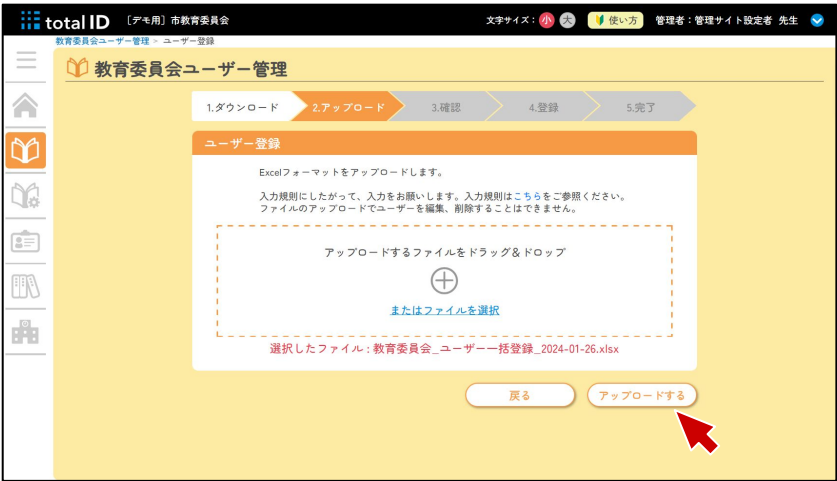 total ID [デモ用] 市教育委員会 文字サイズ： 小 大 使い方 管理者：管理サイト設定者 先生
教育委員会ユーザー管理 > ユーザー登録
教育委員会ユーザー管理
1.ダウンロード 2.アップロード 3.確認 4.登録 5.完了
ユーザー登録
Excelフォーマットをアップロードします。
入力規則にしたがって、入力をお願いします。入力規則はこちらをご参照ください。
ファイルのアップロードでユーザーを編集、削除することはできません。
アップロードするファイルをドラッグ＆ドロップ
またはファイルを選択
選択したファイル：教育委員会_ユーザー一括登録_2024-01-26.xlsx
戻る アップロードする